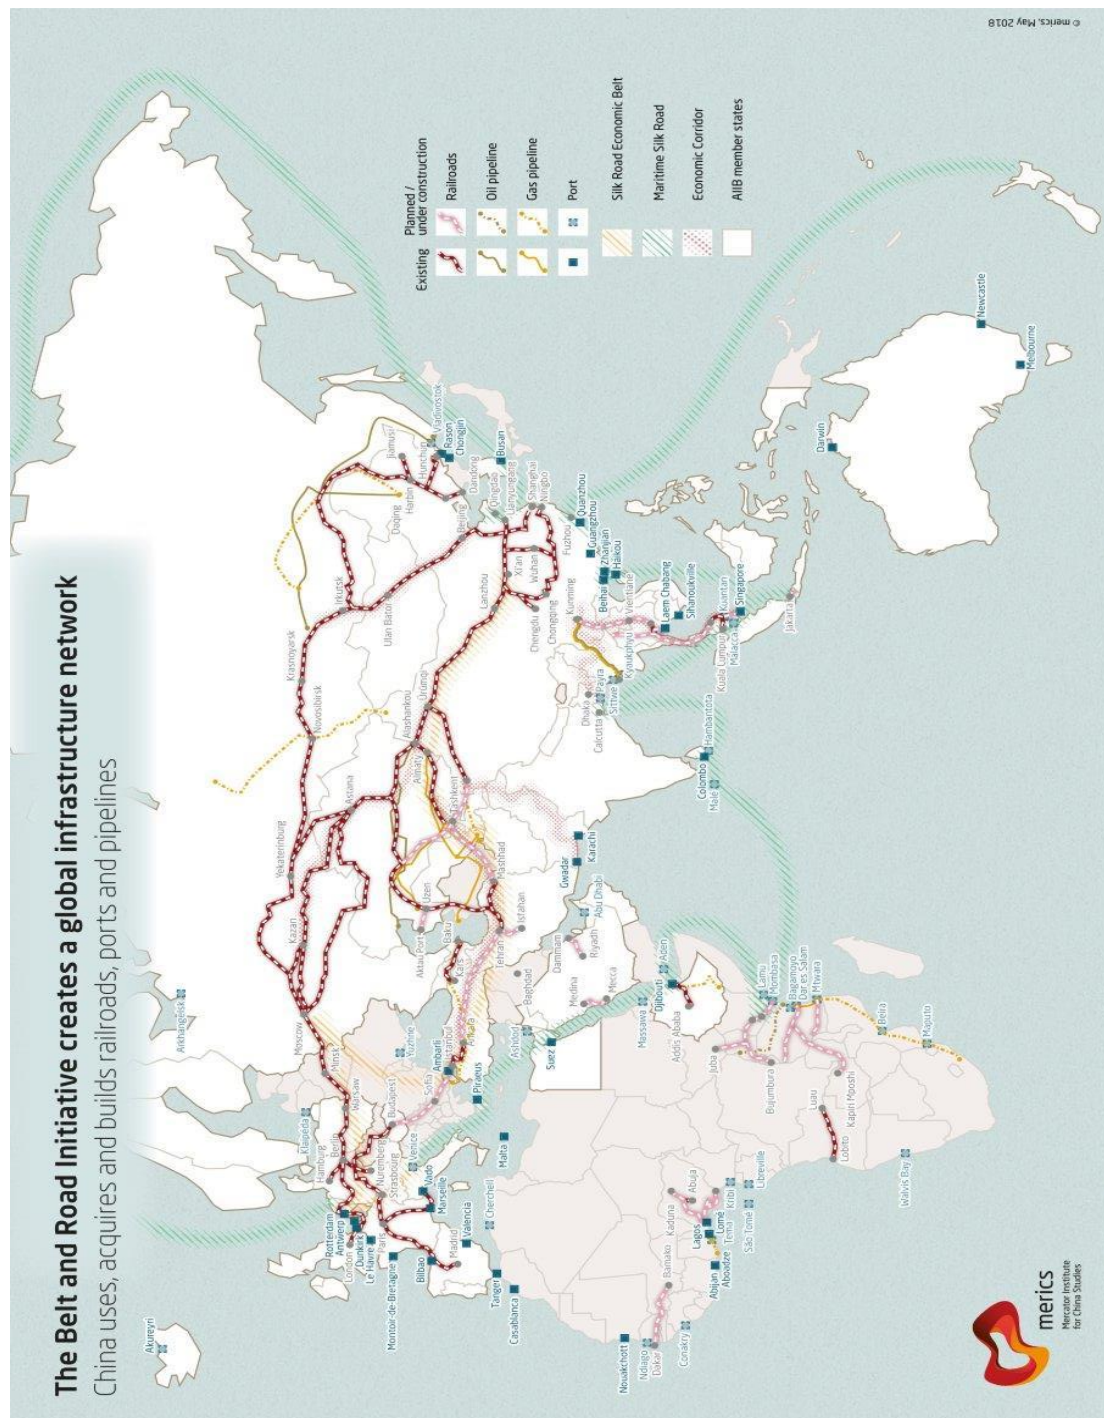 The Belt and Road Initiative creates a global infrastructure network
China uses, acquires and builds railroads, ports and pipelines
Existing
Planned /
under construction
Railroads
Oil pipeline
Gas pipeline
Port
Silk Road Economic Belt
Maritime Silk Road
Economic Corridor
AIIB member states
Akureyri
Arkhangelsk
Klaipėda
Hamburg
Berlin
Rotterdam
Antwerp
Dunkirk
London
Le Havre
Paris
Montoir-de-Bretagne
Bilbao
Madrid
Valencia
Marseille
Vado
Venice
Strasbourg
Nuremberg
Budapest
Warsaw
Minsk
Moscow
Kazan
Yekaterinburg
Novosibirsk
Krasnoyarsk
Irkutsk
Ulan Bator
Astana
Alashankou
Ürümqi
Almaty
Tashkent
Lanzhou
Xi'an
Wuhan
Chengdu
Chongqing
Beijing
Daqing
Harbin
Jiamusi
Hunchun
Vladivostok
Rason
Chongjin
Dandong
Qingdao
Lianyungang
Busan
Shanghai
Ningbo
Fuzhou
Quanzhou
Guangzhou
Zhanjian
Beihai
Haikou
Kunming
Vientiane
Kyaukphyu
Laem Chabang
Sihanoukville
Kuantan
Kuala Lumpur
Malacca
Singapore
Jakarta
Dhaka
Payra
Calcutta
Sittwe
Hambantota
Colombo
Malé
Karachi
Gwadar
Mashhad
Uzen
Aktau Port
Baku
Kars
Tehran
Isfahan
Abu Dhabi
Dammam
Riyadh
Baghdad
Medina
Mecca
Yuzhne
Sofia
Ambarli
Istanbul
Ankara
Piraeus
Ashdod
Suez
Malta
Cherchell
Tanger
Casablanca
Nouakchott
Ndiago
Dakar
Bamako
Conakry
Abijan
Aboadze
Tema
Lomé
Lagos
Kaduna
Abuja
Kribi
Libreville
São Tomé
Massawa
Djibouti
Aden
Addis Ababa
Juba
Lamu
Mombasa
Bagamoyo
Dar es Salam
Mtwara
Bujumbura
Luau
Lobito
Kapiri Mposhi
Beira
Maputo
Walvis Bay
Darwin
Newcastle
Melbourne
merics
Mercator Institute
for China Studies
© merics, May 2018